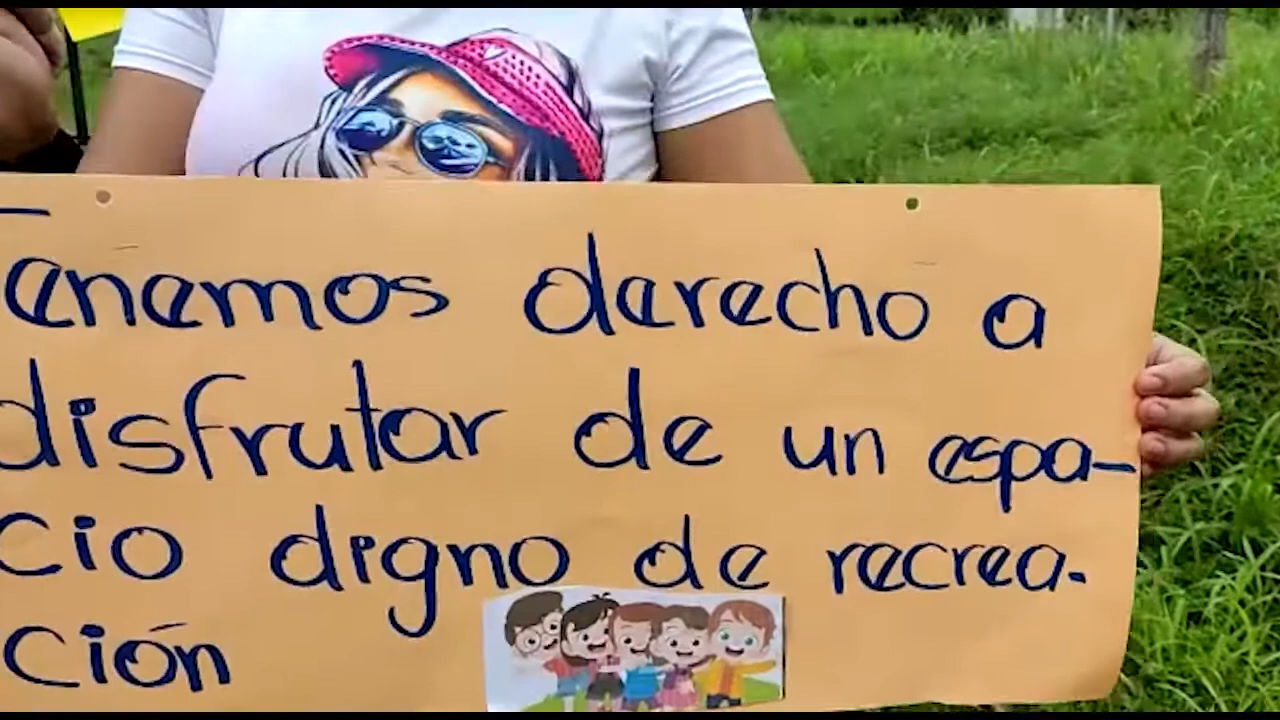 Tenemos derecho a
disfrutar de un espa-
cio digno de recrea-
ción